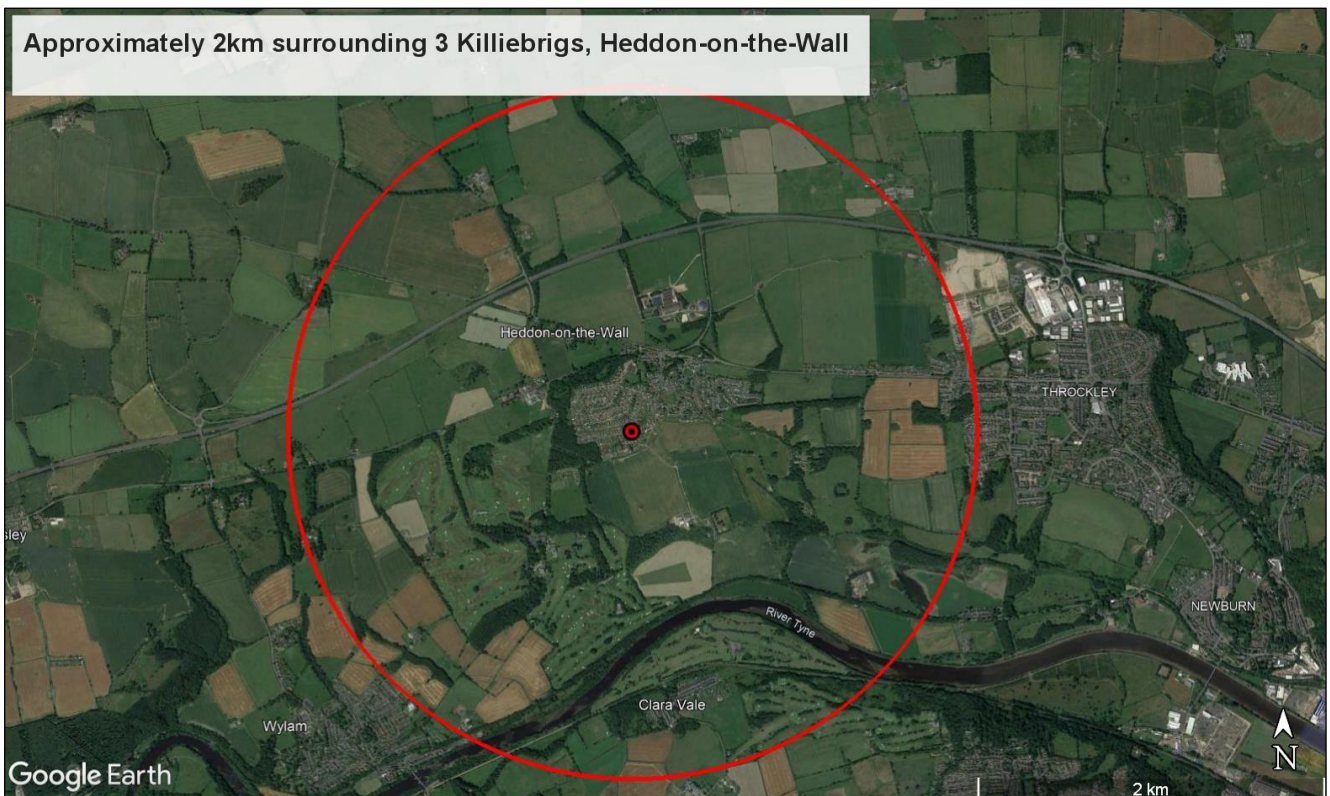 Approximately 2km surrounding 3 Killiebrigs, Heddon-on-the-Wall
Heddon-on-the-Wall
THROCKLEY
sley
River Tyne
NEWBURN
Clara Vale
Wylam
N
Google Earth
2 km